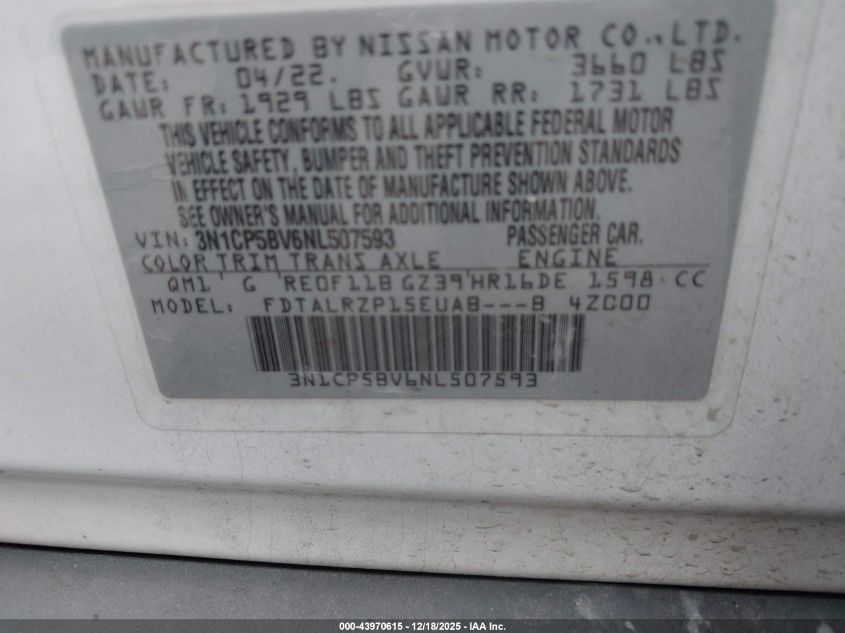 MANUFACTURED BY NISSAN MOTOR CO., LTD.
DATE: 04/22. GVWR: 3660 LBS
GAWR FR: 1929 LBS GAWR RR: 1731 LBS
THIS VEHICLE CONFORMS TO ALL APPLICABLE FEDERAL MOTOR
VEHICLE SAFETY, BUMPER AND THEFT PREVENTION STANDARDS
IN EFFECT ON THE DATE OF MANUFACTURE SHOWN ABOVE.
SEE OWNER'S MANUAL FOR ADDITIONAL INFORMATION.
VIN: 3N1CP5BV6NL507593 PASSENGER CAR.
COLOR TRIM TRANS AXLE ENGINE
QM1 G RE0F11B GZ39 HR16DE 1598 CC
MODEL: FDTALRZP15EUAB---B 4ZC00
3N1CP5BV6NL507593
000-43970615 - 12/18/2025 - IAA Inc.